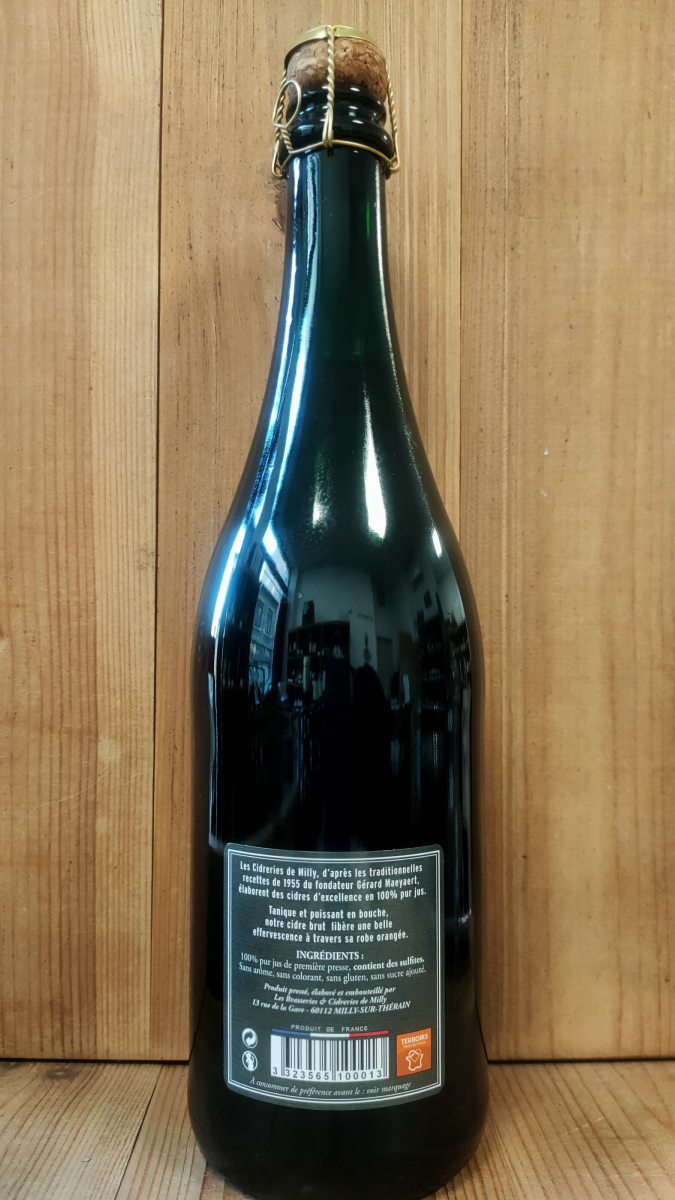 Les Cidreries de Milly, d'après les traditionnelles
recettes de 1955 du fondateur Gérard Maeyaert,
élaborent des cidres d'excellence en 100% pur jus.
Tanique et puissant en bouche,
notre cidre brut libère une belle
effervescence à travers sa robe orangée.
INGRÉDIENTS :
100% pur jus de première presse, contient des sulfites.
Sans arôme, sans colorant, sans gluten, sans sucre ajouté.
Produit pressé, élaboré et embouteillé par
Les Brasseries & Cidreries de Milly
13 rue de la Gare - 60112 MILLY-SUR-THÉRAIN
PRODUIT DE FRANCE
TERROIRS
3 323565 100013
À consommer de préférence avant le : voir marquage